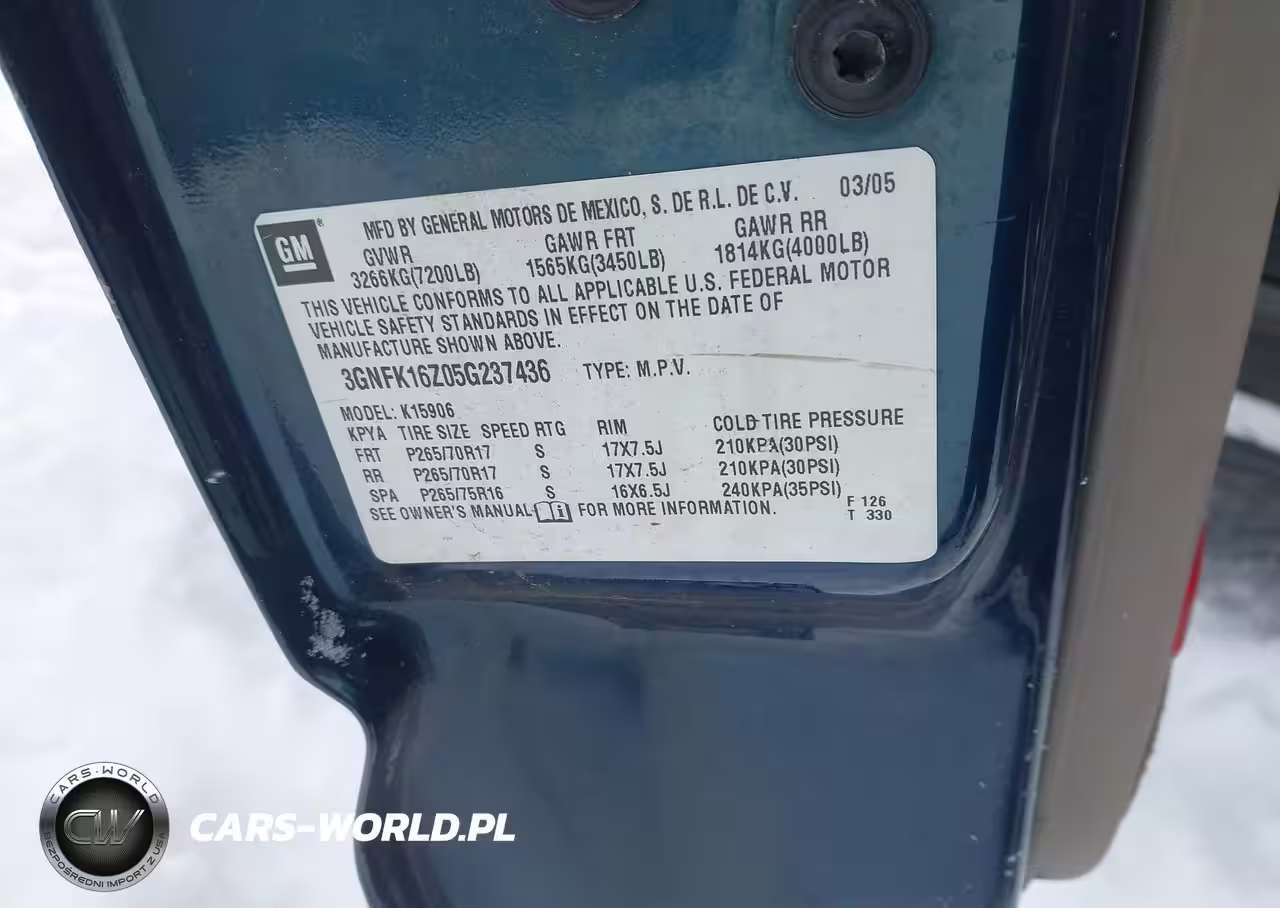 GM
MFD BY GENERAL MOTORS DE MEXICO, S. DE R.L. DE C.V. 03/05
GVWR GAWR FRT GAWR RR
3266KG(7200LB) 1565KG(3450LB) 1814KG(4000LB)
THIS VEHICLE CONFORMS TO ALL APPLICABLE U.S. FEDERAL MOTOR
VEHICLE SAFETY STANDARDS IN EFFECT ON THE DATE OF
MANUFACTURE SHOWN ABOVE.
3GNFK16Z05G237436 TYPE: M.P.V.
MODEL: K15906
KPYA TIRE SIZE SPEED RTG RIM COLD TIRE PRESSURE
FRT P265/70R17 S 17X7.5J 210KPA(30PSI)
RR P265/70R17 S 17X7.5J 210KPA(30PSI)
SPA P265/75R16 S 16X6.5J 240KPA(35PSI)
SEE OWNER'S MANUAL FOR MORE INFORMATION.
F 126
T 330
CARS-WORLD
CW
BEZPOŚREDNI IMPORT Z USA
CARS-WORLD.PL